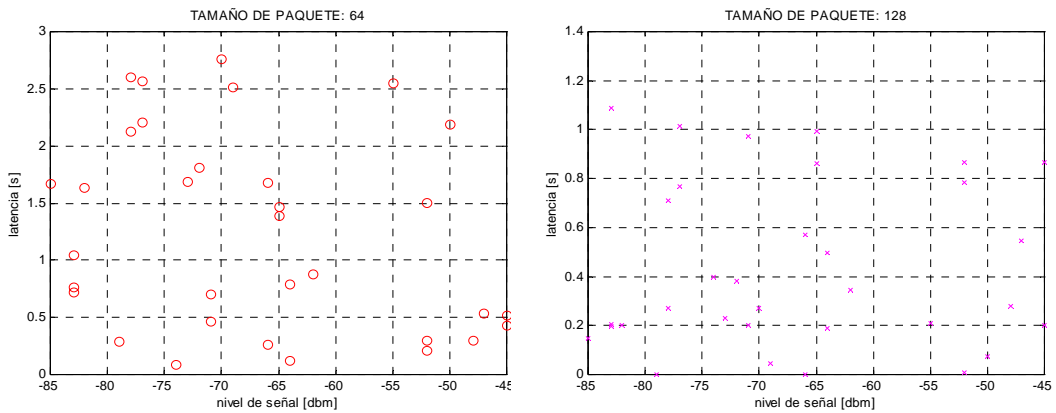 TAMAÑO DE PAQUETE: 64
3
2.5
2
1.5
1
0.5
0
latencia [s]
-85 -80 -75 -70 -65 -60 -55 -50 -45
nivel de señal [dbm]
TAMAÑO DE PAQUETE: 128
1.4
1.2
1
0.8
0.6
0.4
0.2
0
latencia [s]
-85 -80 -75 -70 -65 -60 -55 -50 -45
nivel de señal [dbm]